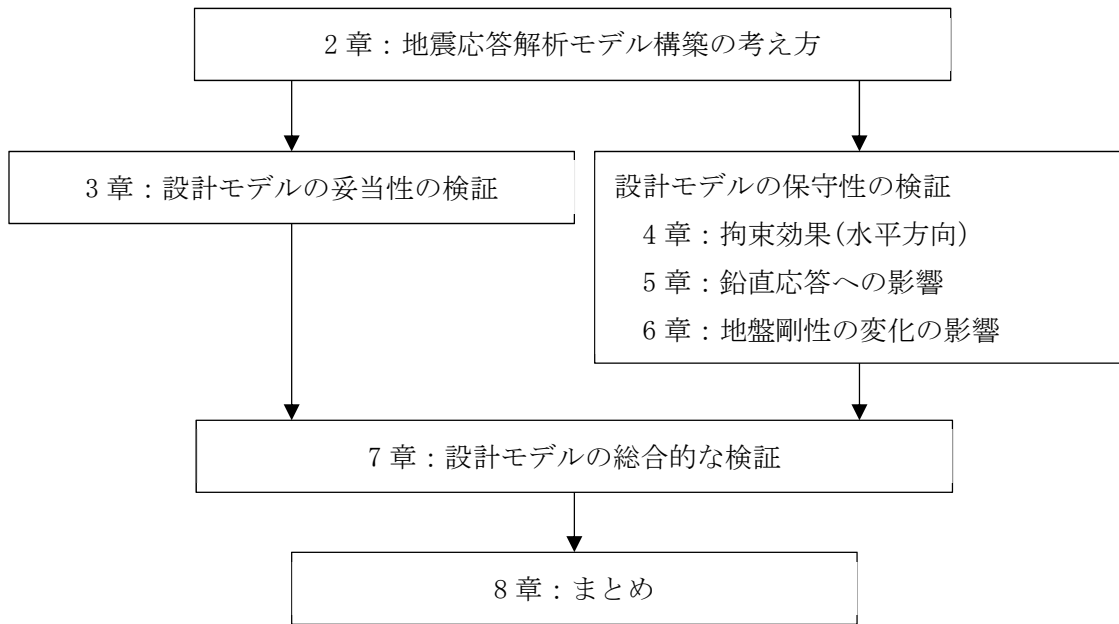 2 章：地震応答解析モデル構築の考え方
3 章：設計モデルの妥当性の検証
設計モデルの保守性の検証
4 章：拘束効果(水平方向)
5 章：鉛直応答への影響
6 章：地盤剛性の変化の影響
7 章：設計モデルの総合的な検証
8 章：まとめ